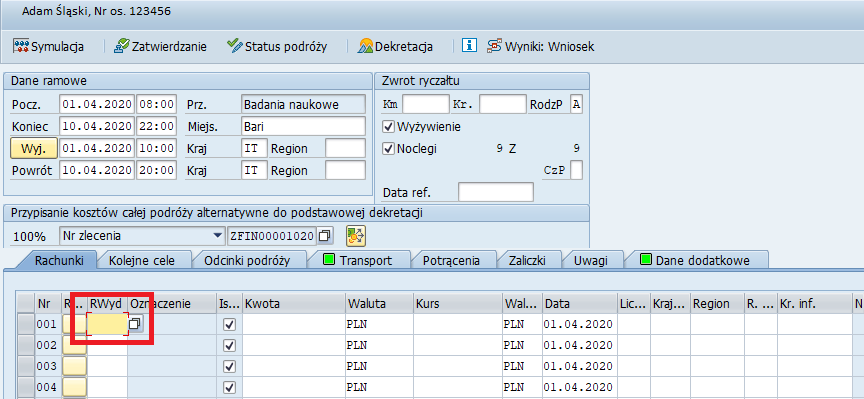 Adam Śląski, Nr os. 123456
Symulacja Zatwierdzanie Status podróży Dekretacja Wyniki: Wniosek
Dane ramowe
Pocz. 01.04.2020 08:00 Prz. Badania naukowe
Koniec 10.04.2020 22:00 Miejs. Bari
Wyj. 01.04.2020 10:00 Kraj IT Region
Powrót 10.04.2020 20:00 Kraj IT Region
Zwrot ryczałtu
Km Kr. RodzP A
Wyżywienie
Noclegi 9 Z 9
CzP
Data ref.
Przypisanie kosztów całej podróży alternatywne do podstawowej dekretacji
100% Nr zlecenia ZFIN00001020
Rachunki Kolejne cele Odcinki podróży Transport Potrącenia Zaliczki Uwagi Dane dodatkowe
Nr R... RWyd Oznaczenie Is... Kwota Waluta Kurs Wal... Data Lic... Kraj... Region R. ... Kr. inf. N
001 PLN PLN 01.04.2020
002 PLN PLN 01.04.2020
003 PLN PLN 01.04.2020
004 PLN PLN 01.04.2020